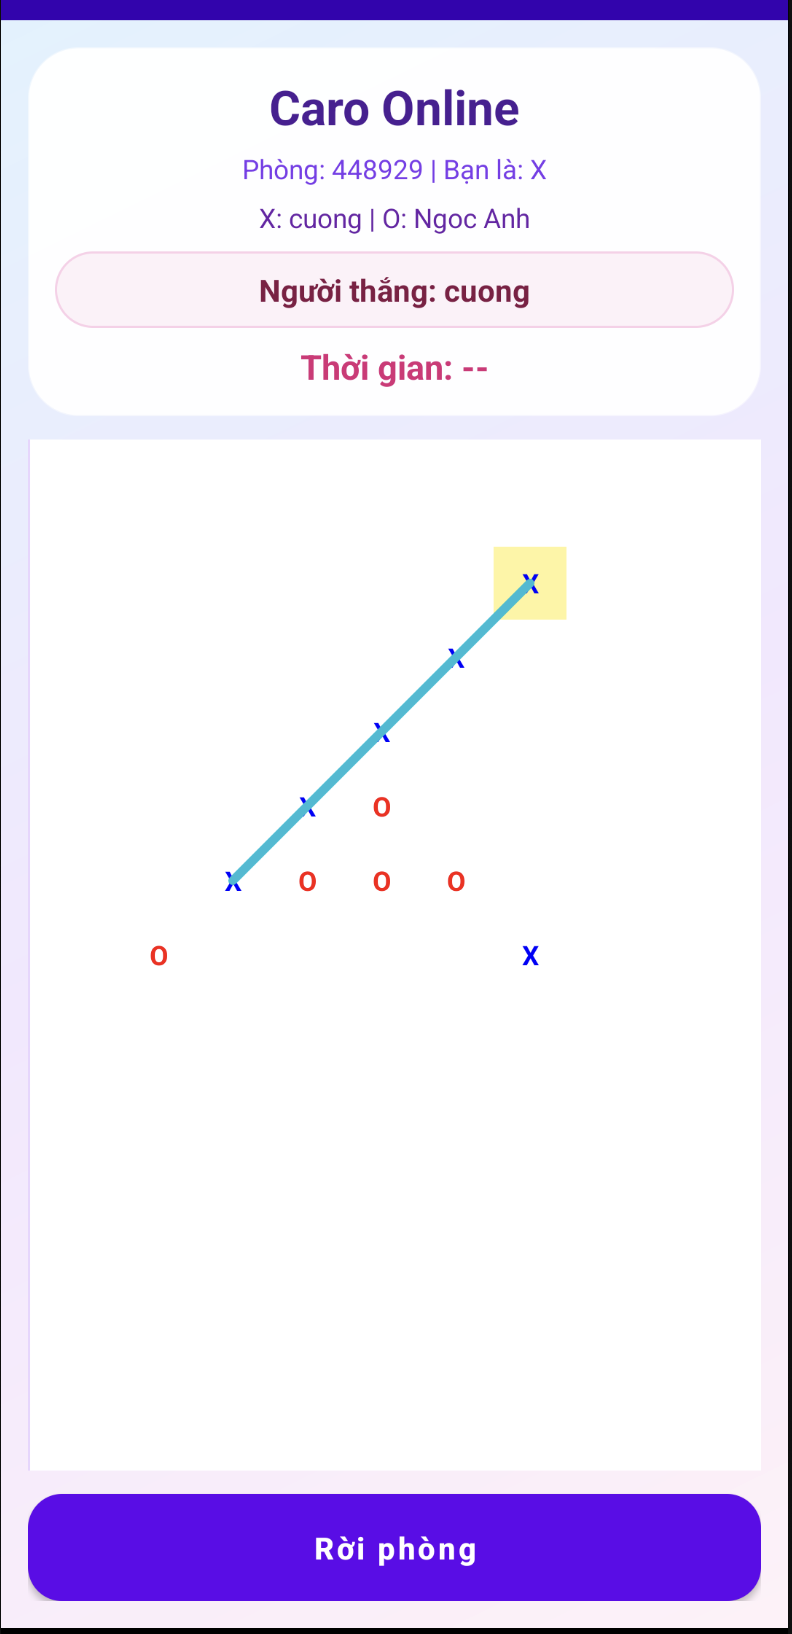 Caro Online
Phòng: 448929 | Bạn là: X
X: cuong | O: Ngoc Anh
Người thắng: cuong
Thời gian: --
X
X
X
X O
X O O O
O X
Rời phòng